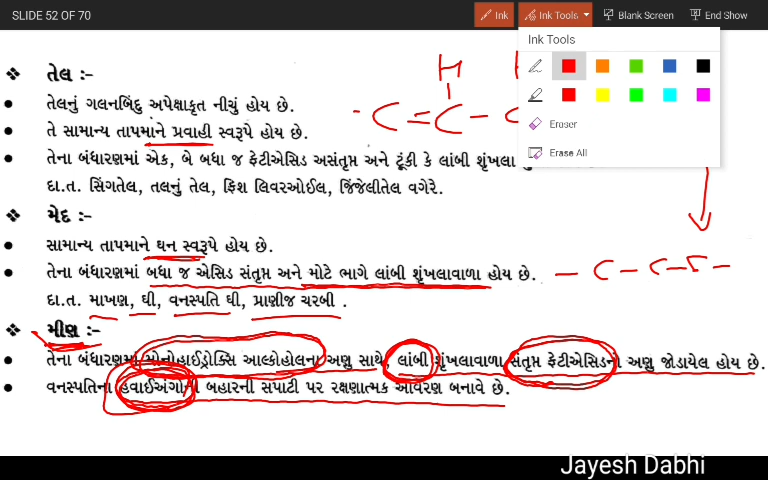 SLIDE 52 OF 70
Ink
Ink Tools
Blank Screen
End Show
Ink Tools
Eraser
Erase All
❖ તેલ :-
• તેલનું ગલનબિંદુ અપેક્ષાકૃત નીચું હોય છે.
• તે સામાન્ય તાપમાને પ્રવાહી સ્વરૂપે હોય છે.
• તેના બંધારણમાં એક, બે બધા જ ફેટીએસિડ અસંતૃપ્ત અને ટૂંકી કે લાંબી શૃંખલા
દા.ત. સિંગતેલ, તલનું તેલ, ફિશ લિવરઓઈલ, જિંજેલીતેલ વગેરે.
H
- C = C - C
❖ મેદ :-
• સામાન્ય તાપમાને ઘન સ્વરૂપે હોય છે.
• તેના બંધારણમાં બધા જ એસિડ સંતૃપ્ત અને મોટે ભાગે લાંબી શૃંખલાવાળા હોય છે.
– C – C –
દા.ત. માખણ, ઘી, વનસ્પતિ ઘી, પ્રાણીજ ચરબી .
❖ મીણ :-
• તેના બંધારણમાં મોનોહાઈડ્રોક્સિ આલ્કોહોલના અણુ સાથે, લાંબી શૃંખલાવાળા સંતૃપ્ત ફેટીએસિડનો અણુ જોડાયેલ હોય છે.
• વનસ્પતિના હવાઈઅંગોની બહારની સપાટી પર રક્ષણાત્મક આવરણ બનાવે છે.
Jayesh Dabhi